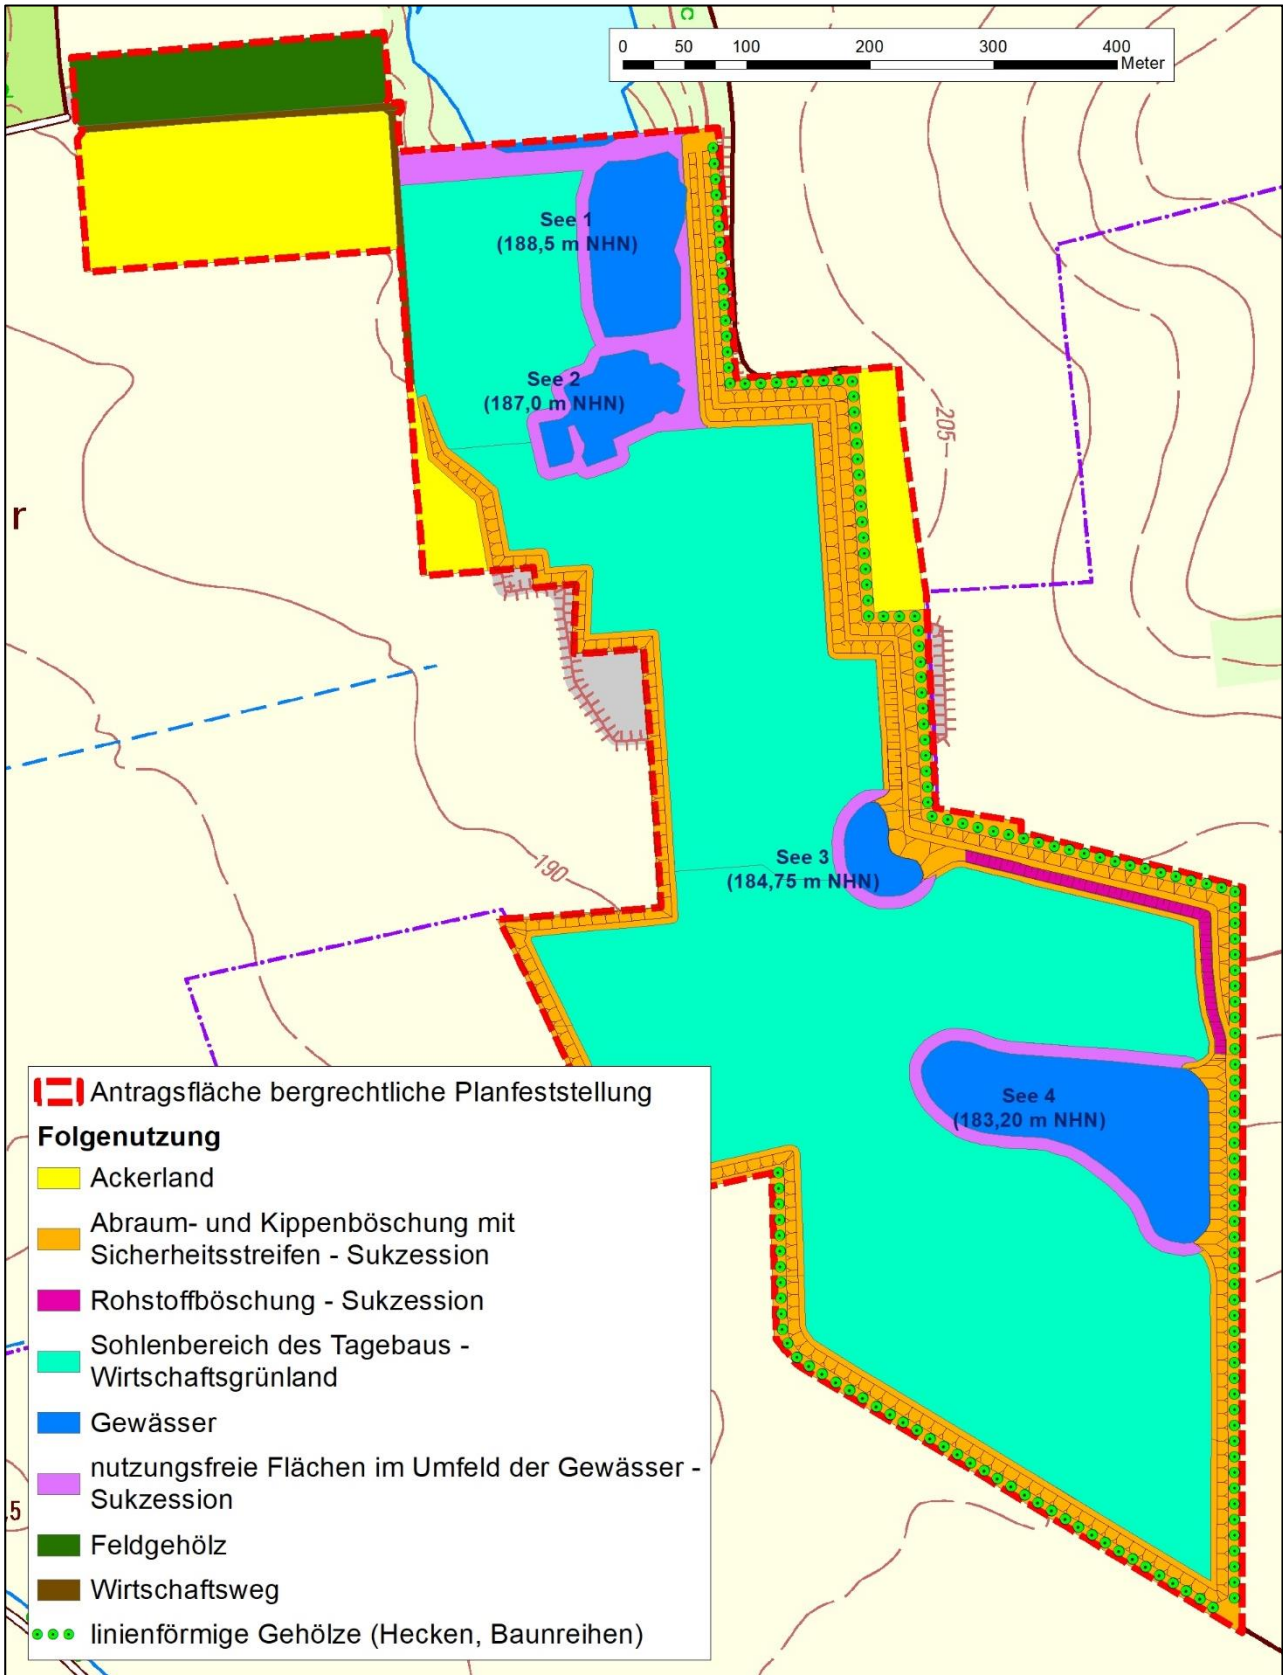 0 50 100 200 300 400
Meter
See 1
(188,5 m NHN)
See 2
(187,0 m NHN)
205
r
See 3
(184,75 m NHN)
190
See 4
(183,20 m NHN)
Antragsfläche bergrechtliche Planfeststellung
Folgenutzung
Ackerland
Abraum- und Kippenböschung mit
Sicherheitsstreifen - Sukzession
Rohstoffböschung - Sukzession
Sohlenbereich des Tagebaus -
Wirtschaftsgrünland
Gewässer
nutzungsfreie Flächen im Umfeld der Gewässer -
Sukzession
,5
Feldgehölz
Wirtschaftsweg
linienförmige Gehölze (Hecken, Baunreihen)